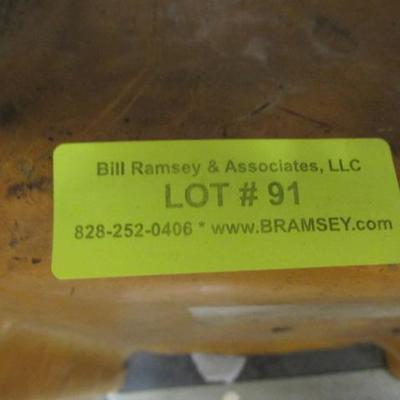 Bill Ramsey & Associates, LLC
LOT # 91
828-252-0406 * www.BRAMSEY.com